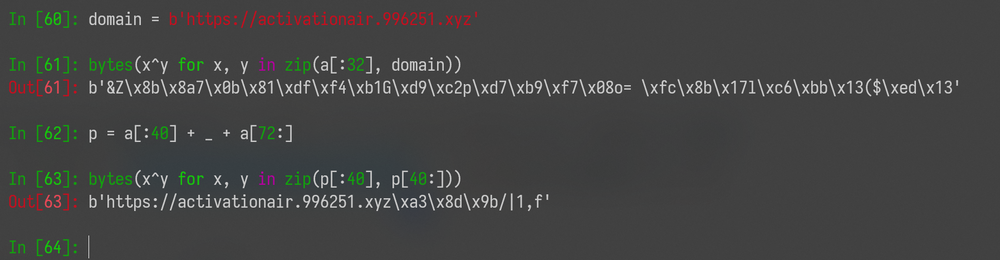 In [60]: domain = b'https://activationair.996251.xyz'
In [61]: bytes(x^y for x, y in zip(a[:32], domain))
Out[61]: b'&Z\x8b\x8a7\x0b\x81\xdf\xf4\xb1G\xd9\xc2p\xd7\xb9\xf7\x08o= \xfc\x8b\x17l\xc6\xbb\x13($\xed\x13'
In [62]: p = a[:40] + _ + a[72:]
In [63]: bytes(x^y for x, y in zip(p[:40], p[40:]))
Out[63]: b'https://activationair.996251.xyz\xa3\x8d\x9b/|1,f'
In [64]: